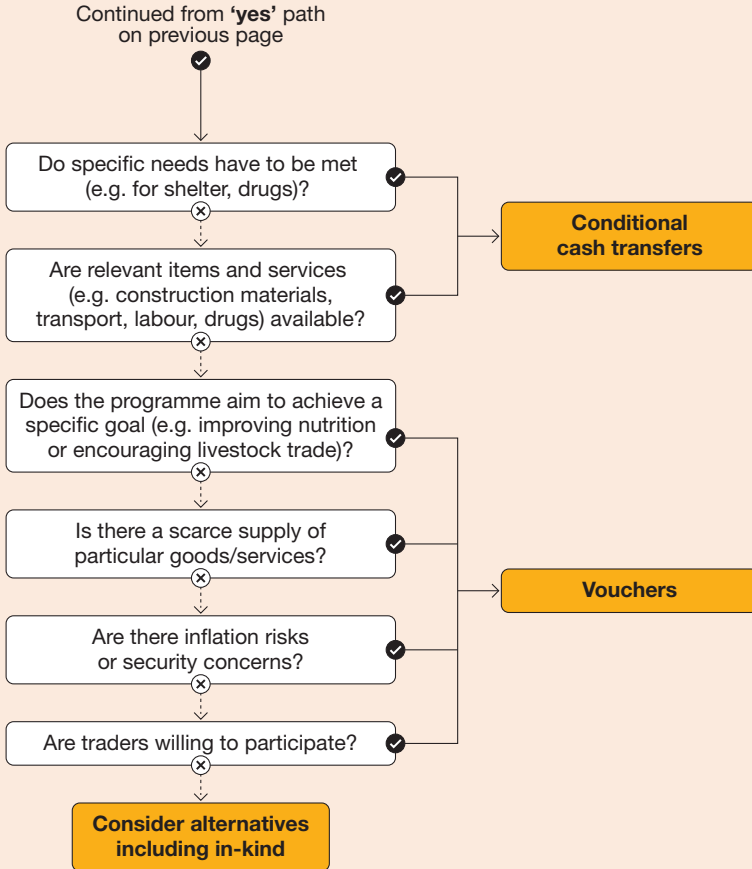 Continued from ‘yes’ path
on previous page
Do specific needs have to be met
(e.g. for shelter, drugs)?
Conditional
cash transfers
Are relevant items and services
(e.g. construction materials,
transport, labour, drugs) available?
Does the programme aim to achieve a
specific goal (e.g. improving nutrition
or encouraging livestock trade)?
Is there a scarce supply of
particular goods/services?
Vouchers
Are there inflation risks
or security concerns?
Are traders willing to participate?
Consider alternatives
including in-kind